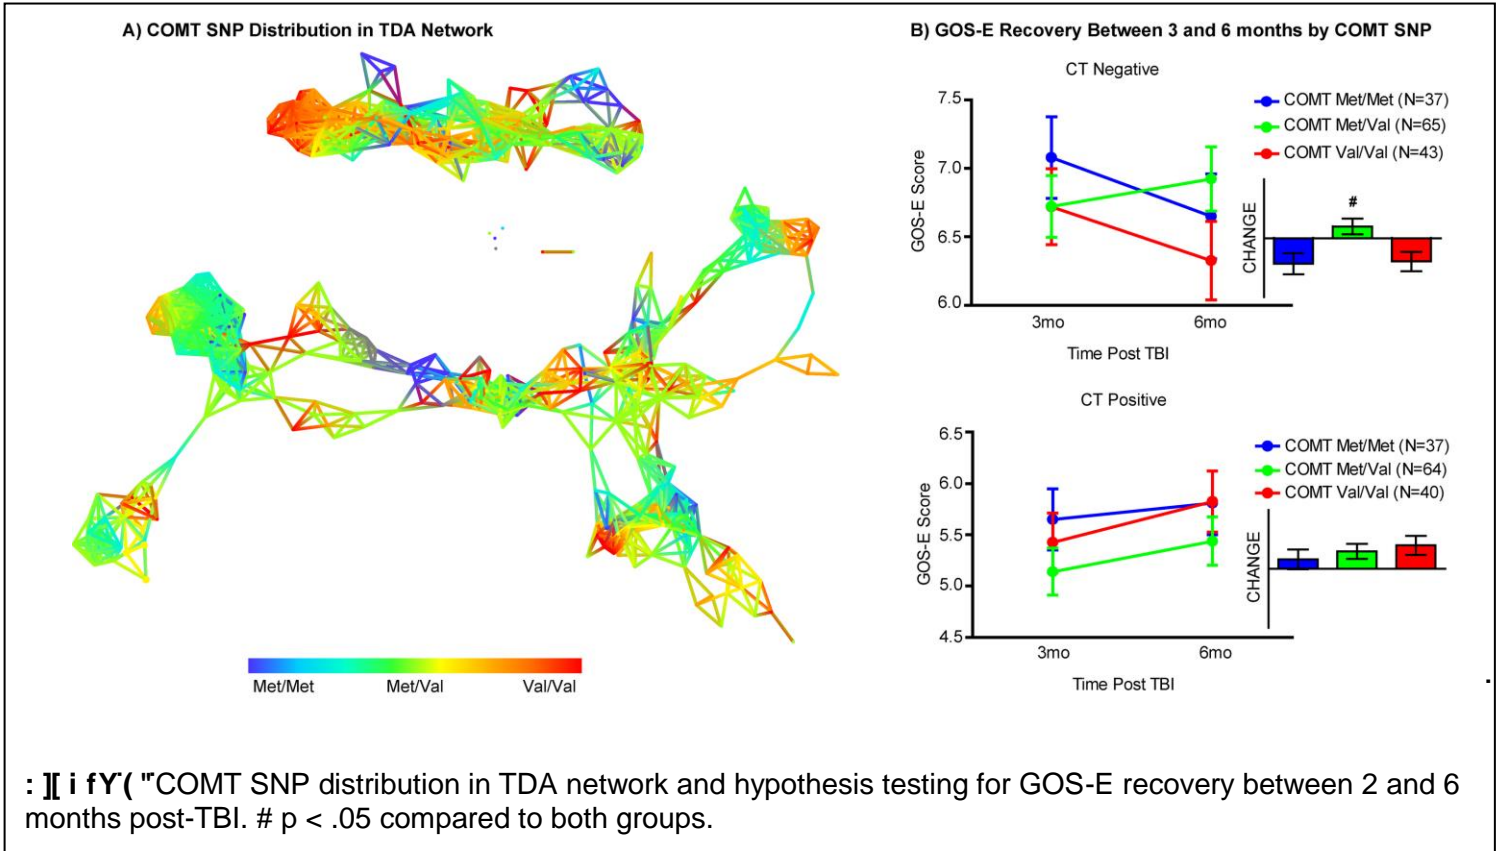 A) COMT SNP Distribution in TDA Network
Met/Met Met/Val Val/Val
B) GOS-E Recovery Between 3 and 6 months by COMT SNP
CT Negative
GOS-E Score
7.5
7.0
6.5
6.0
3mo 6mo
Time Post TBI
COMT Met/Met (N=37)
COMT Met/Val (N=65)
COMT Val/Val (N=43)
CHANGE
#
CT Positive
GOS-E Score
6.5
6.0
5.5
5.0
4.5
3mo 6mo
Time Post TBI
COMT Met/Met (N=37)
COMT Met/Val (N=64)
COMT Val/Val (N=40)
CHANGE
COMT SNP distribution in TDA network and hypothesis testing for GOS-E recovery between 2 and 6
months post-TBI. # p < .05 compared to both groups.